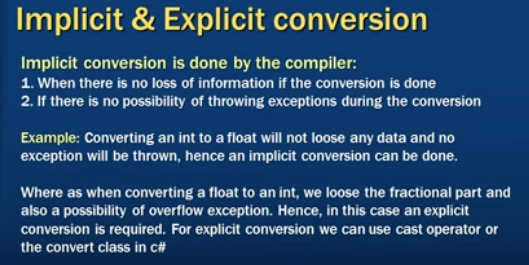 Implicit & Explicit conversion
Implicit conversion is done by the compiler:
1. When there is no loss of information if the conversion is done
2. If there is no possibility of throwing exceptions during the conversion
Example: Converting an int to a float will not loose any data and no
exception will be thrown, hence an implicit conversion can be done.
Where as when converting a float to an int, we loose the fractional part and
also a possibility of overflow exception. Hence, in this case an explicit
conversion is required. For explicit conversion we can use cast operator or
the convert class in c#